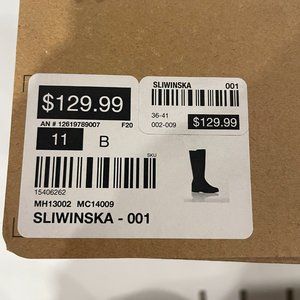 $129.99
AN # 12619789007 F20
11 B
SKU
15406262
MH13002 MC14009
SLIWINSKA - 001
SLIWINSKA 001
36-41
002-009 $129.99